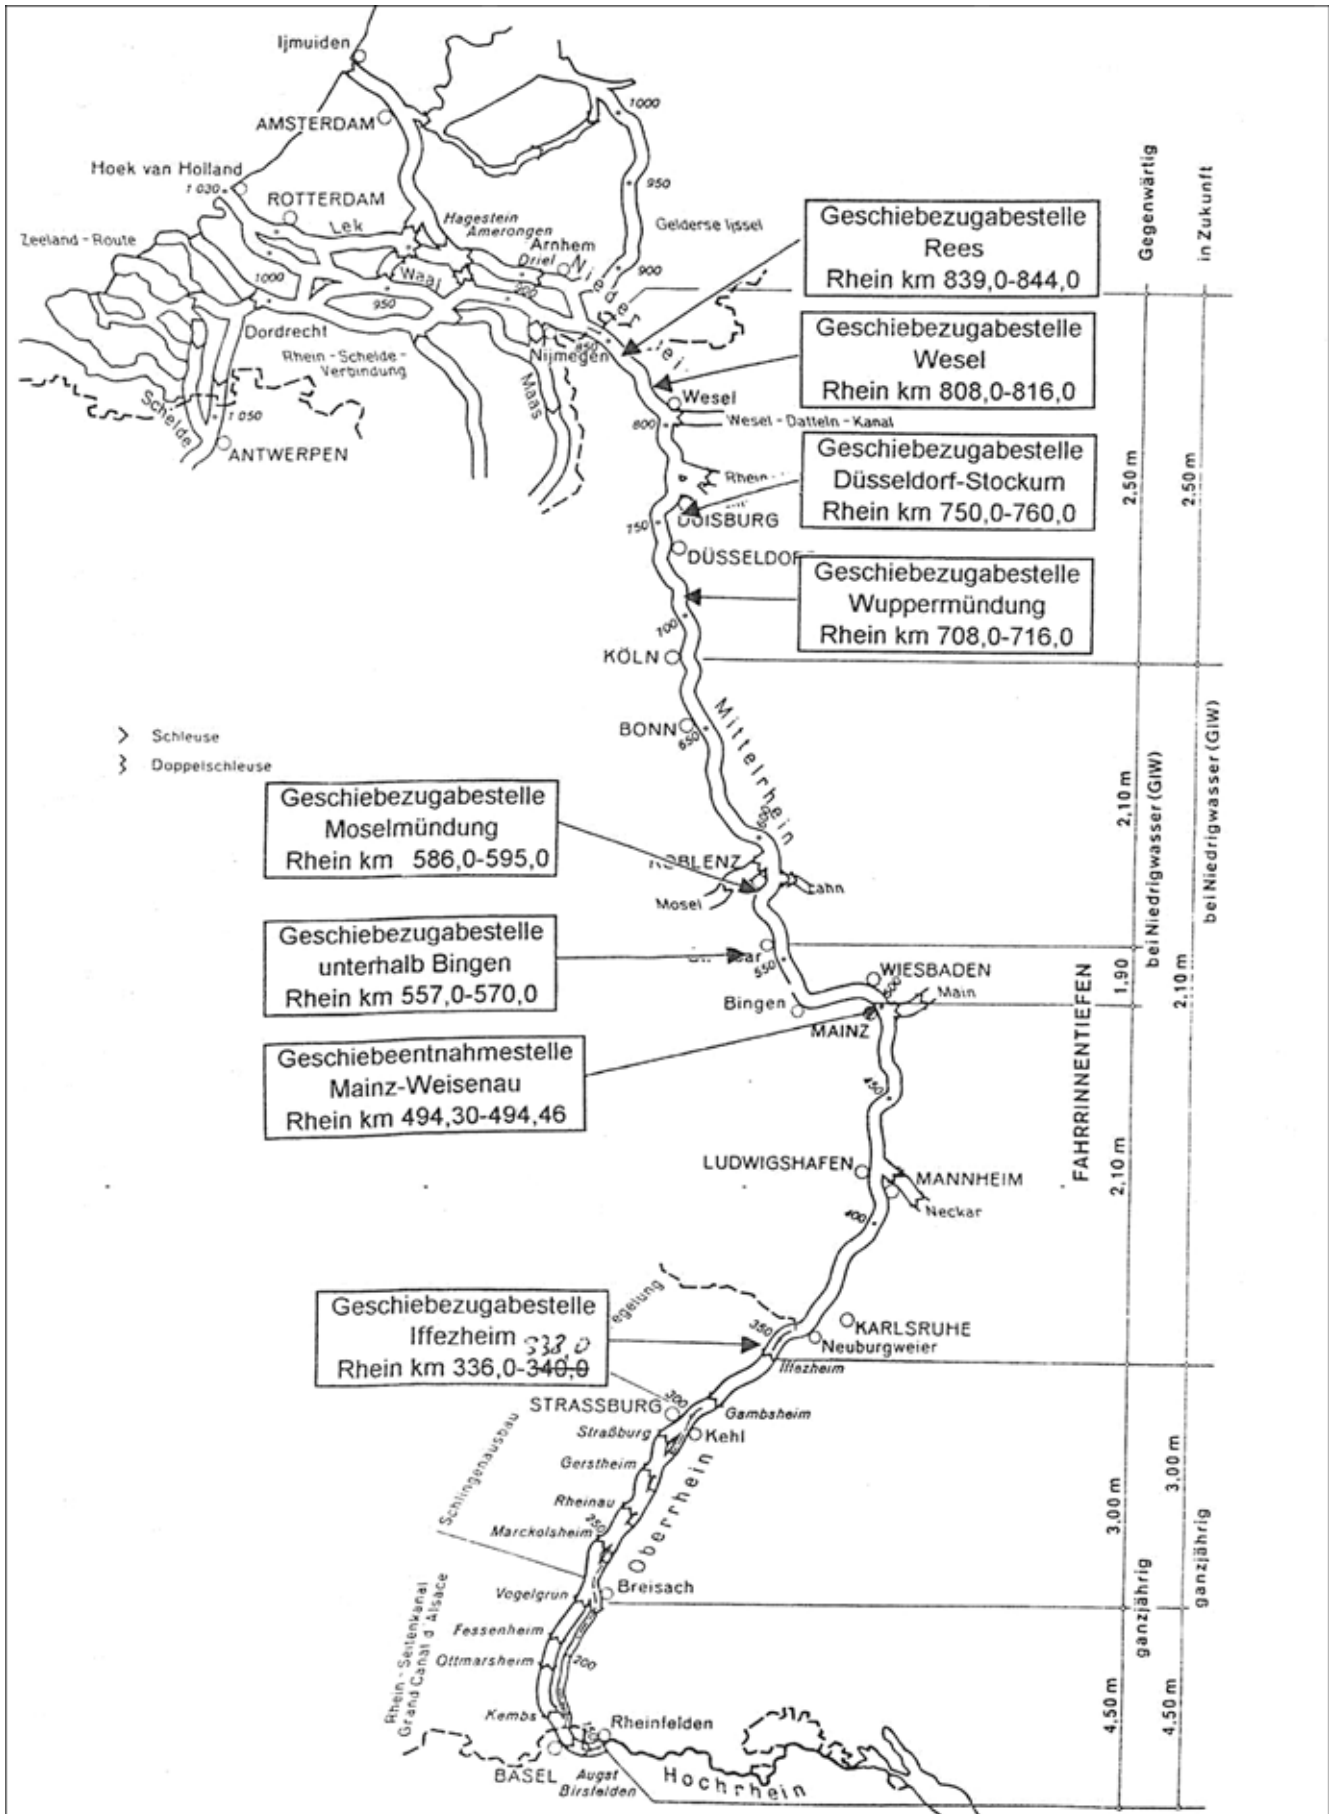 Ijmuiden
1000
AMSTERDAM
Hoek van Holland
1 030
ROTTERDAM
950
Lek
Hagestein
Amerongen
Gelderse Ijssel
Zeeland-Route
Arnhem
Driel
Nieder
900
Waal
1000
950
900
Dordrecht
Rhein-Schelde-
Verbindung
Nijmegen
850
Maas
Schelde
1 050
ANTWERPEN
Geschiebezugabestelle
Rees
Rhein km 839,0-844,0
Geschiebezugabestelle
Wesel
Rhein km 808,0-816,0
Wesel
800
Wesel-Datteln-Kanal
Geschiebezugabestelle
Düsseldorf-Stockum
Rhein km 750,0-760,0
Rhein-
750
DUISBURG
DÜSSELDORF
Geschiebezugabestelle
Wuppermündung
Rhein km 708,0-716,0
700
KÖLN
BONN
650
Mittelrhein
Schleuse
Doppelschleuse
Geschiebezugabestelle
Moselmündung
Rhein km 586,0-595,0
600
KOBLENZ
Mosel
Lahn
Geschiebezugabestelle
unterhalb Bingen
Rhein km 557,0-570,0
550
WIESBADEN
500
Main
Bingen
MAINZ
Geschiebeentnahmestelle
Mainz-Weisenau
Rhein km 494,30-494,46
450
LUDWIGSHAFEN
MANNHEIM
Neckar
400
Geschiebezugabestelle
Iffezheim 338,0
Rhein km 336,0-340,0
egelung
350
KARLSRUHE
Neuburgweier
Iffezheim
300
STRASSBURG
Gambsheim
Straßburg
Kehl
Gerstheim
Oberrhein
Rheinau
250
Marckolsheim
Schlingenausbau
Vogelgrun
Breisach
Fessenheim
Ottmarsheim
200
Rhein-Seitenkanal
Grand Canal d'Alsace
Kembs
150
Rheinfelden
BASEL
Augst
Birsfelden
Hochrhein
Gegenwärtig
in Zukunft
2,50 m
2,50 m
FAHRRINNENTIEFEN
2,10 m
1,90
2,10 m
bei Niedrigwasser (GlW)
2,10 m
bei Niedrigwasser (GlW)
3,00 m
3,00 m
4,50 m
4,50 m
ganzjährig
ganzjährig